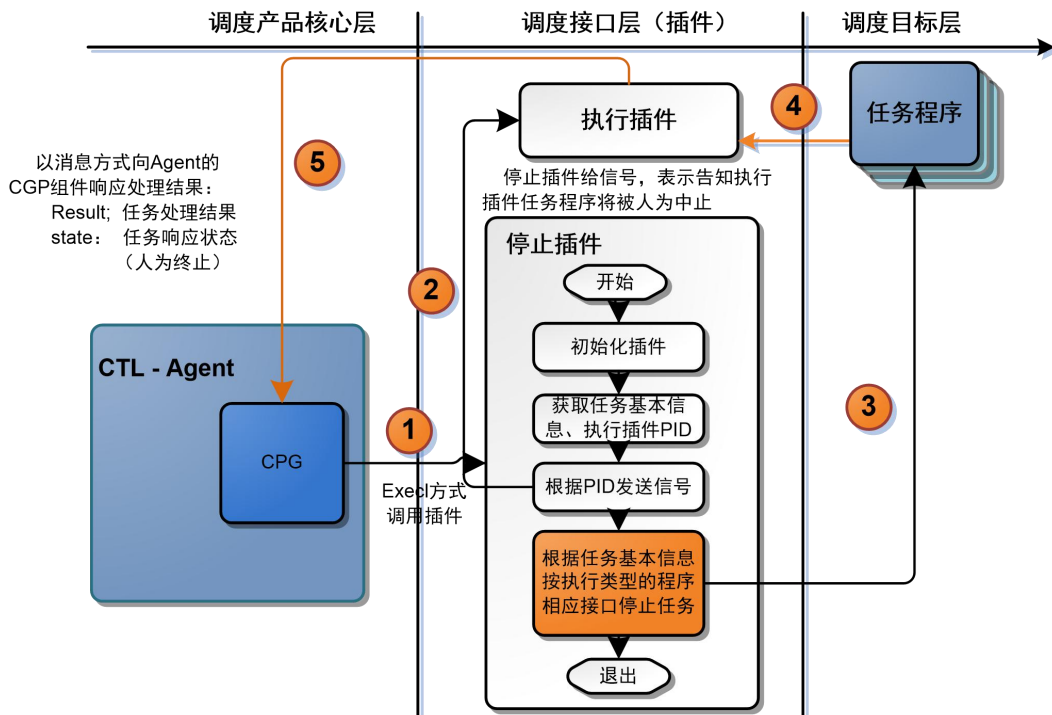 调度产品核心层
调度接口层（插件）
调度目标层
执行插件
任务程序
4
5
以消息方式向Agent的
CGP组件响应处理结果：
Result; 任务处理结果
state： 任务响应状态
（人为终止）
停止插件给信号，表示告知执行
插件任务程序将被人为中止
停止插件
开始
2
初始化插件
CTL - Agent
获取任务基本信
息、执行插件PID
3
1
CPG
Execl方式
调用插件
根据PID发送信号
根据任务基本信息
按执行类型的程序
相应接口停止任务
退出